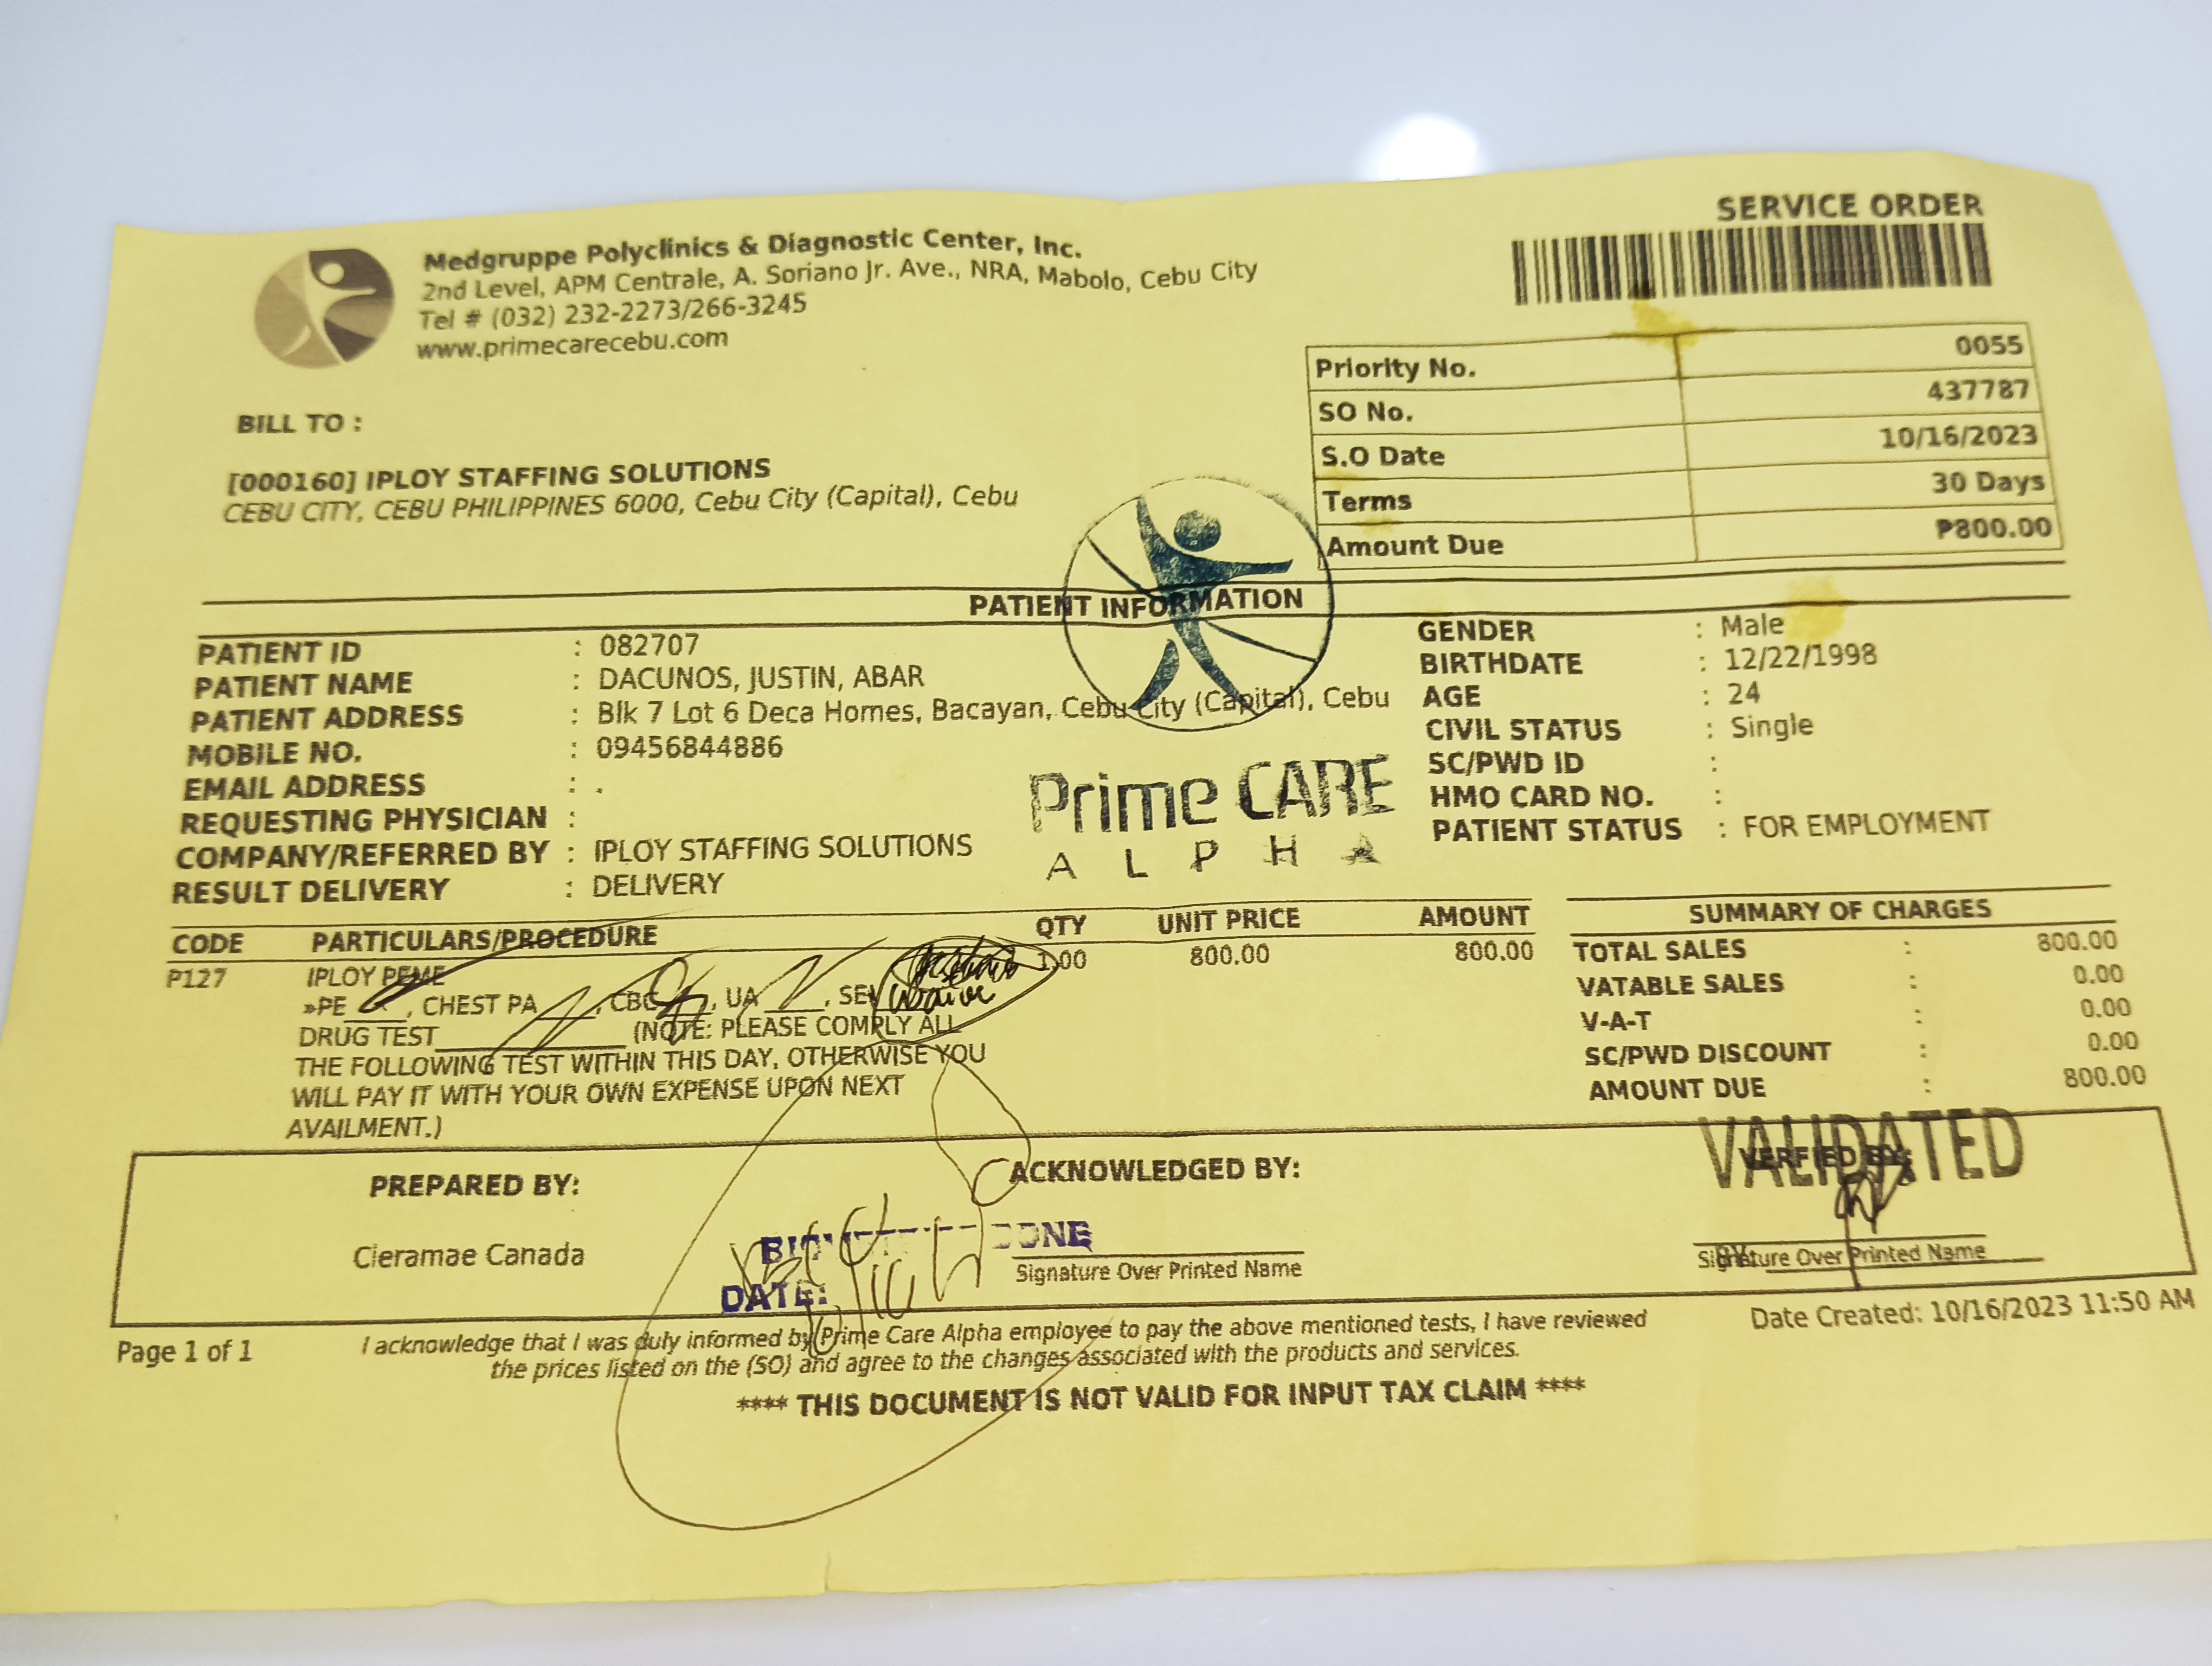 SERVICE ORDER
Medgruppe Polyclinics & Diagnostic Center, Inc.
2nd Level, APM Centrale, A. Soriano Jr. Ave., NRA, Mabolo, Cebu City
Tel # (032) 232-2273/266-3245
www.primecarecebu.com
Priority No. 0055
SO No. 437787
S.O Date 10/16/2023
Terms 30 Days
Amount Due ₱800.00
BILL TO :
[000160] IPLOY STAFFING SOLUTIONS
CEBU CITY, CEBU PHILIPPINES 6000, Cebu City (Capital), Cebu
PATIENT INFORMATION
PATIENT ID : 082707
PATIENT NAME : DACUNOS, JUSTIN, ABAR
PATIENT ADDRESS : Blk 7 Lot 6 Deca Homes, Bacayan, Cebu City (Capital), Cebu
MOBILE NO. : 09456844886
EMAIL ADDRESS : .
REQUESTING PHYSICIAN :
COMPANY/REFERRED BY : IPLOY STAFFING SOLUTIONS
RESULT DELIVERY : DELIVERY
GENDER : Male
BIRTHDATE : 12/22/1998
AGE : 24
CIVIL STATUS : Single
SC/PWD ID :
HMO CARD NO. :
PATIENT STATUS : FOR EMPLOYMENT
Prime CARE
ALPHA
CODE PARTICULARS/PROCEDURE QTY UNIT PRICE AMOUNT
P127 IPLOY PEME 1.00 800.00 800.00
»PE ____, CHEST PA ____, CBC ____, UA ____,
DRUG TEST____________ (NOTE: PLEASE COMPLY ALL
THE FOLLOWING TEST WITHIN THIS DAY, OTHERWISE YOU
WILL PAY IT WITH YOUR OWN EXPENSE UPON NEXT
AVAILMENT.)
SUMMARY OF CHARGES
TOTAL SALES : 800.00
VATABLE SALES : 0.00
V-A-T : 0.00
SC/PWD DISCOUNT : 0.00
AMOUNT DUE : 800.00
PREPARED BY:
Cieramae Canada
ACKNOWLEDGED BY:
Signature Over Printed Name
DONE
DATE:
VALIDATED
VERFIED BY:
BY:
Signature Over Printed Name
Page 1 of 1
I acknowledge that I was duly informed by Prime Care Alpha employee to pay the above mentioned tests, I have reviewed
the prices listed on the (SO) and agree to the changes associated with the products and services.
Date Created: 10/16/2023 11:50 AM
**** THIS DOCUMENT IS NOT VALID FOR INPUT TAX CLAIM ****